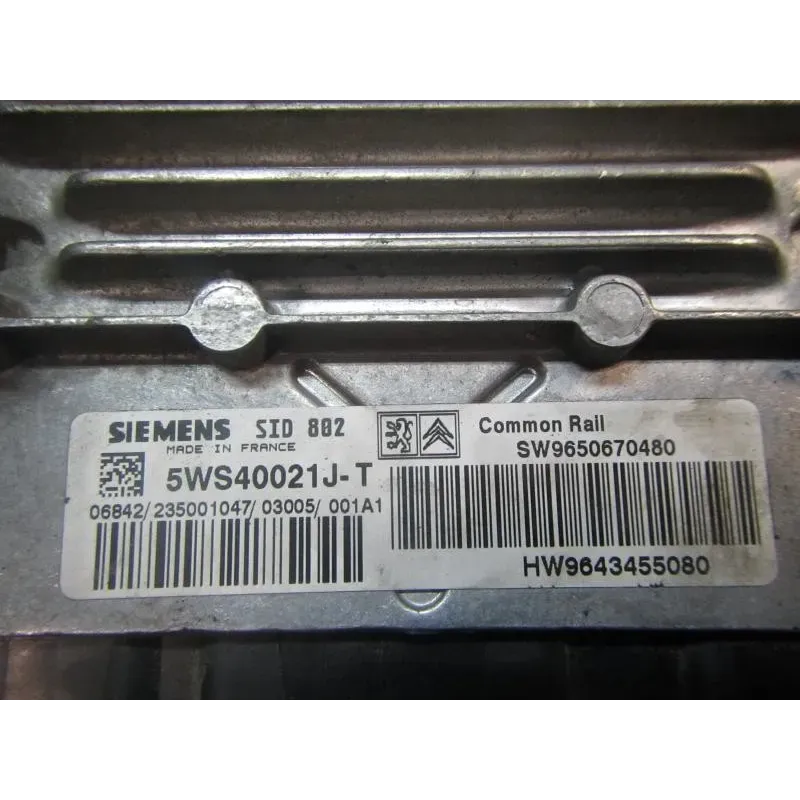 SIEMENS SID 802
MADE IN FRANCE
5WS40021J-T
06842/235001047/03005/001A1
Common Rail
SW9650670480
HW9643455080